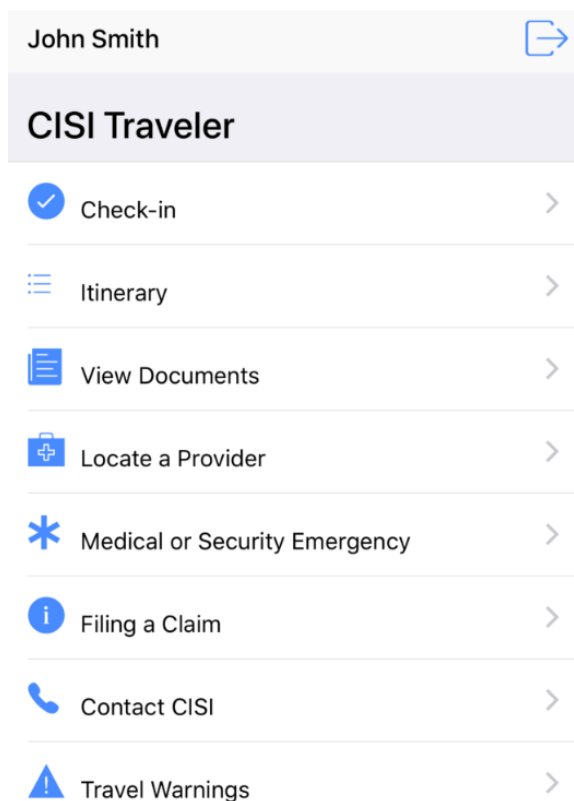 John Smith
CISI Traveler
Check-in
Itinerary
View Documents
Locate a Provider
Medical or Security Emergency
Filing a Claim
Contact CISI
Travel Warnings